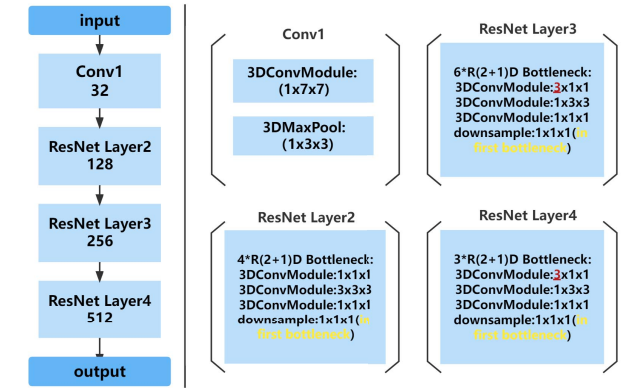 input
Conv1
32
ResNet Layer2
128
ResNet Layer3
256
ResNet Layer4
512
output
Conv1
3DConvModule:
(1x7x7)
3DMaxPool:
(1x3x3)
ResNet Layer3
6*R(2+1)D Bottleneck:
3DConvModule:3x1x1
3DConvModule:1x3x3
3DConvModule:1x1x1
downsample:1x1x1(in
first bottleneck)
ResNet Layer2
4*R(2+1)D Bottleneck:
3DConvModule:1x1x1
3DConvModule:3x3x3
3DConvModule:1x1x1
downsample:1x1x1(in
first bottleneck)
ResNet Layer4
3*R(2+1)D Bottleneck:
3DConvModule:3x1x1
3DConvModule:1x3x3
3DConvModule:1x1x1
downsample:1x1x1(in
first bottleneck)